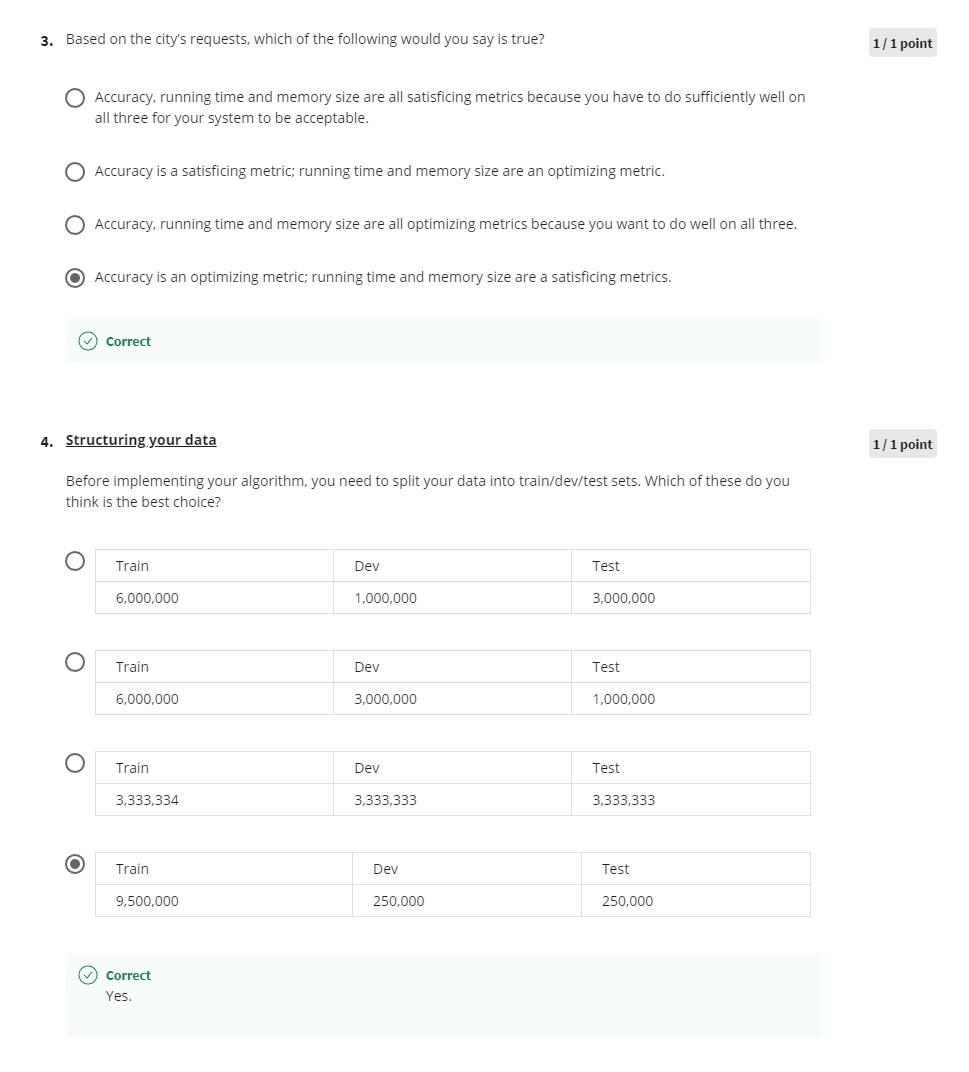 3. Based on the city's requests, which of the following would you say is true?
1 / 1 point
Accuracy, running time and memory size are all satisficing metrics because you have to do sufficiently well on
all three for your system to be acceptable.
Accuracy is a satisficing metric; running time and memory size are an optimizing metric.
Accuracy, running time and memory size are all optimizing metrics because you want to do well on all three.
Accuracy is an optimizing metric; running time and memory size are a satisficing metrics.
Correct
4. Structuring your data
1 / 1 point
Before implementing your algorithm, you need to split your data into train/dev/test sets. Which of these do you
think is the best choice?
Train Dev Test
6,000,000 1,000,000 3,000,000
Train Dev Test
6,000,000 3,000,000 1,000,000
Train Dev Test
3,333,334 3,333,333 3,333,333
Train Dev Test
9,500,000 250,000 250,000
Correct
Yes.